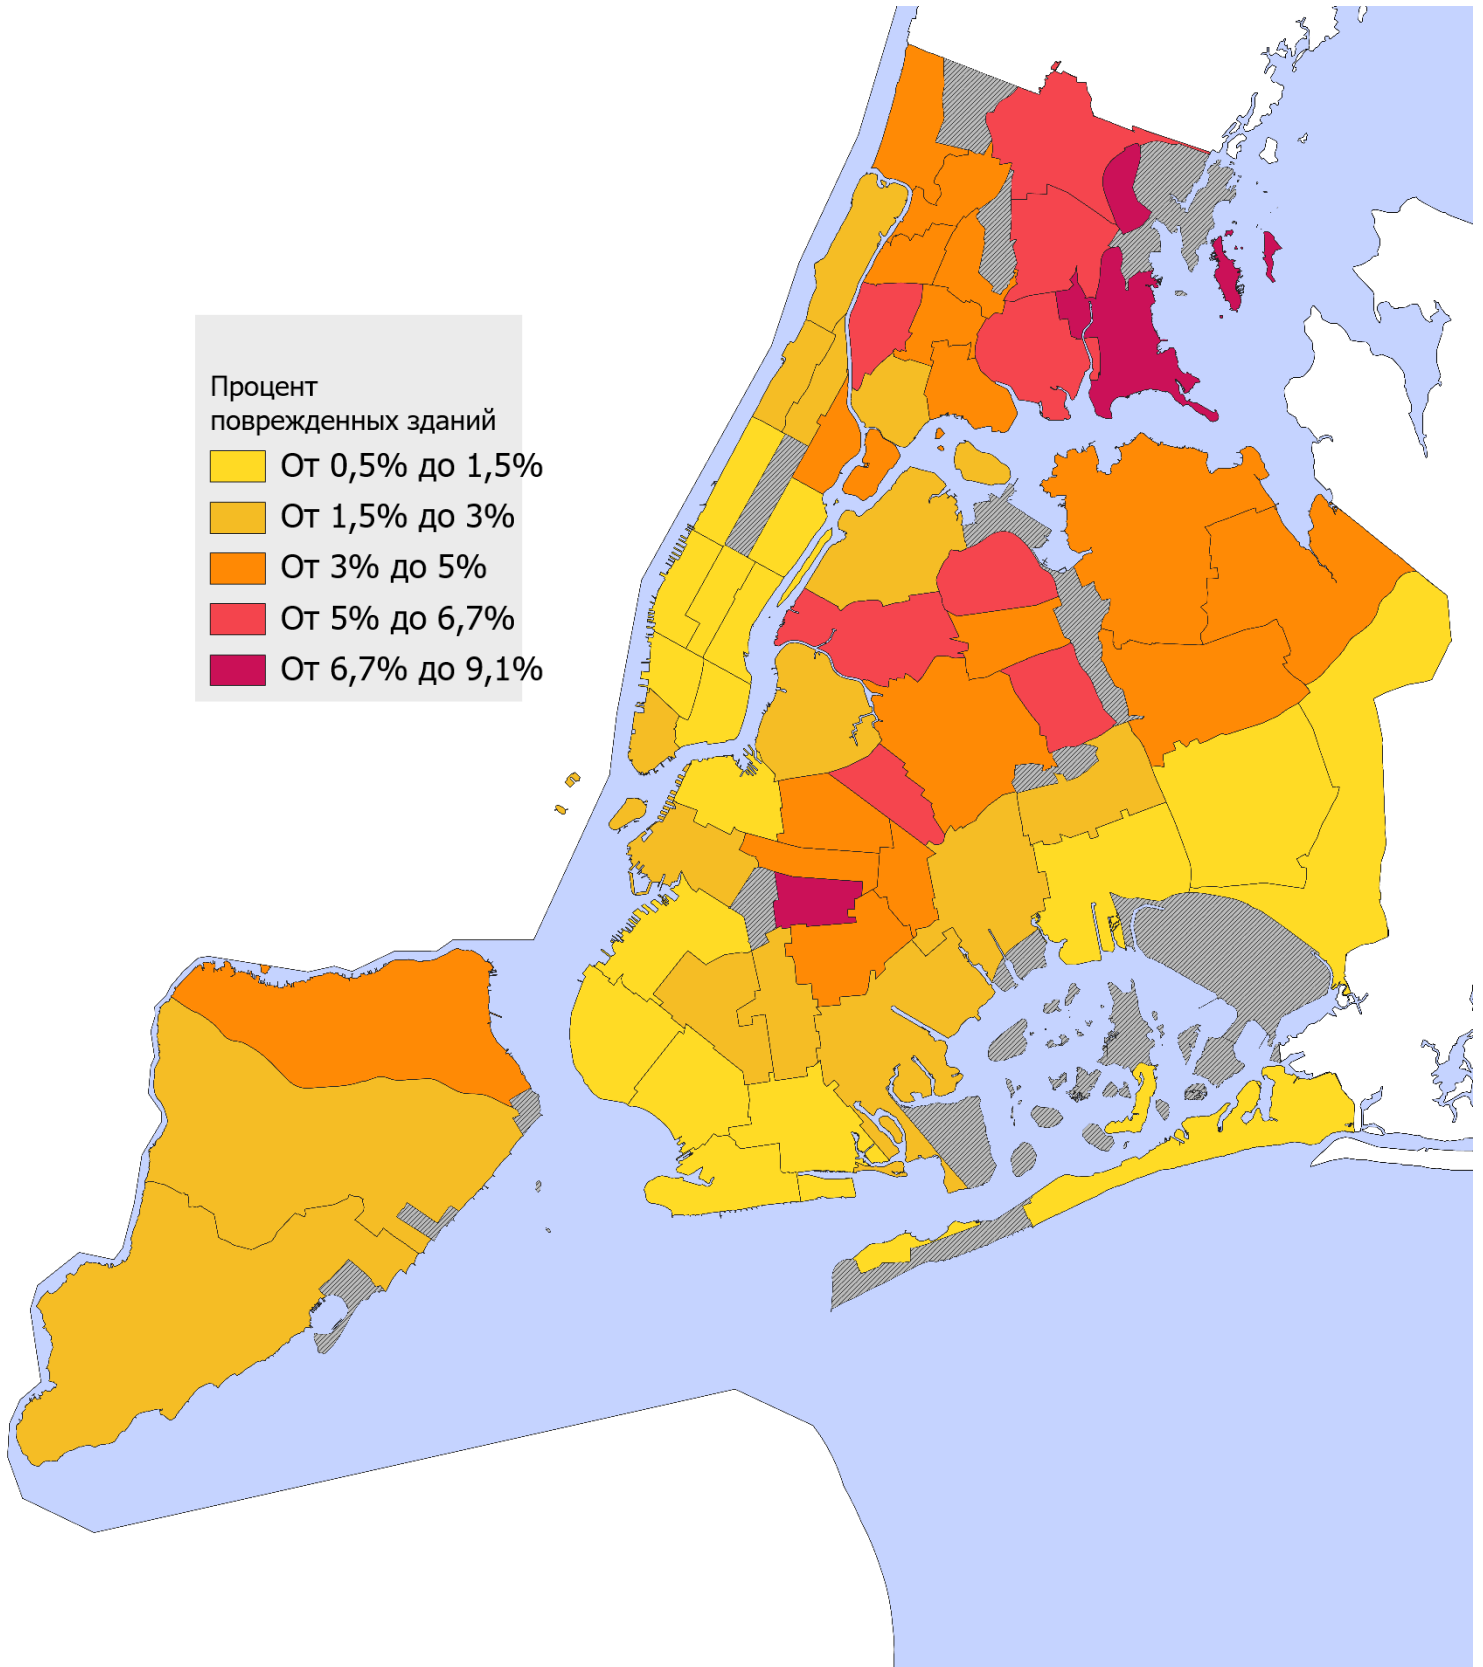 Процент
поврежденных зданий
От 0,5% до 1,5%
От 1,5% до 3%
От 3% до 5%
От 5% до 6,7%
От 6,7% до 9,1%